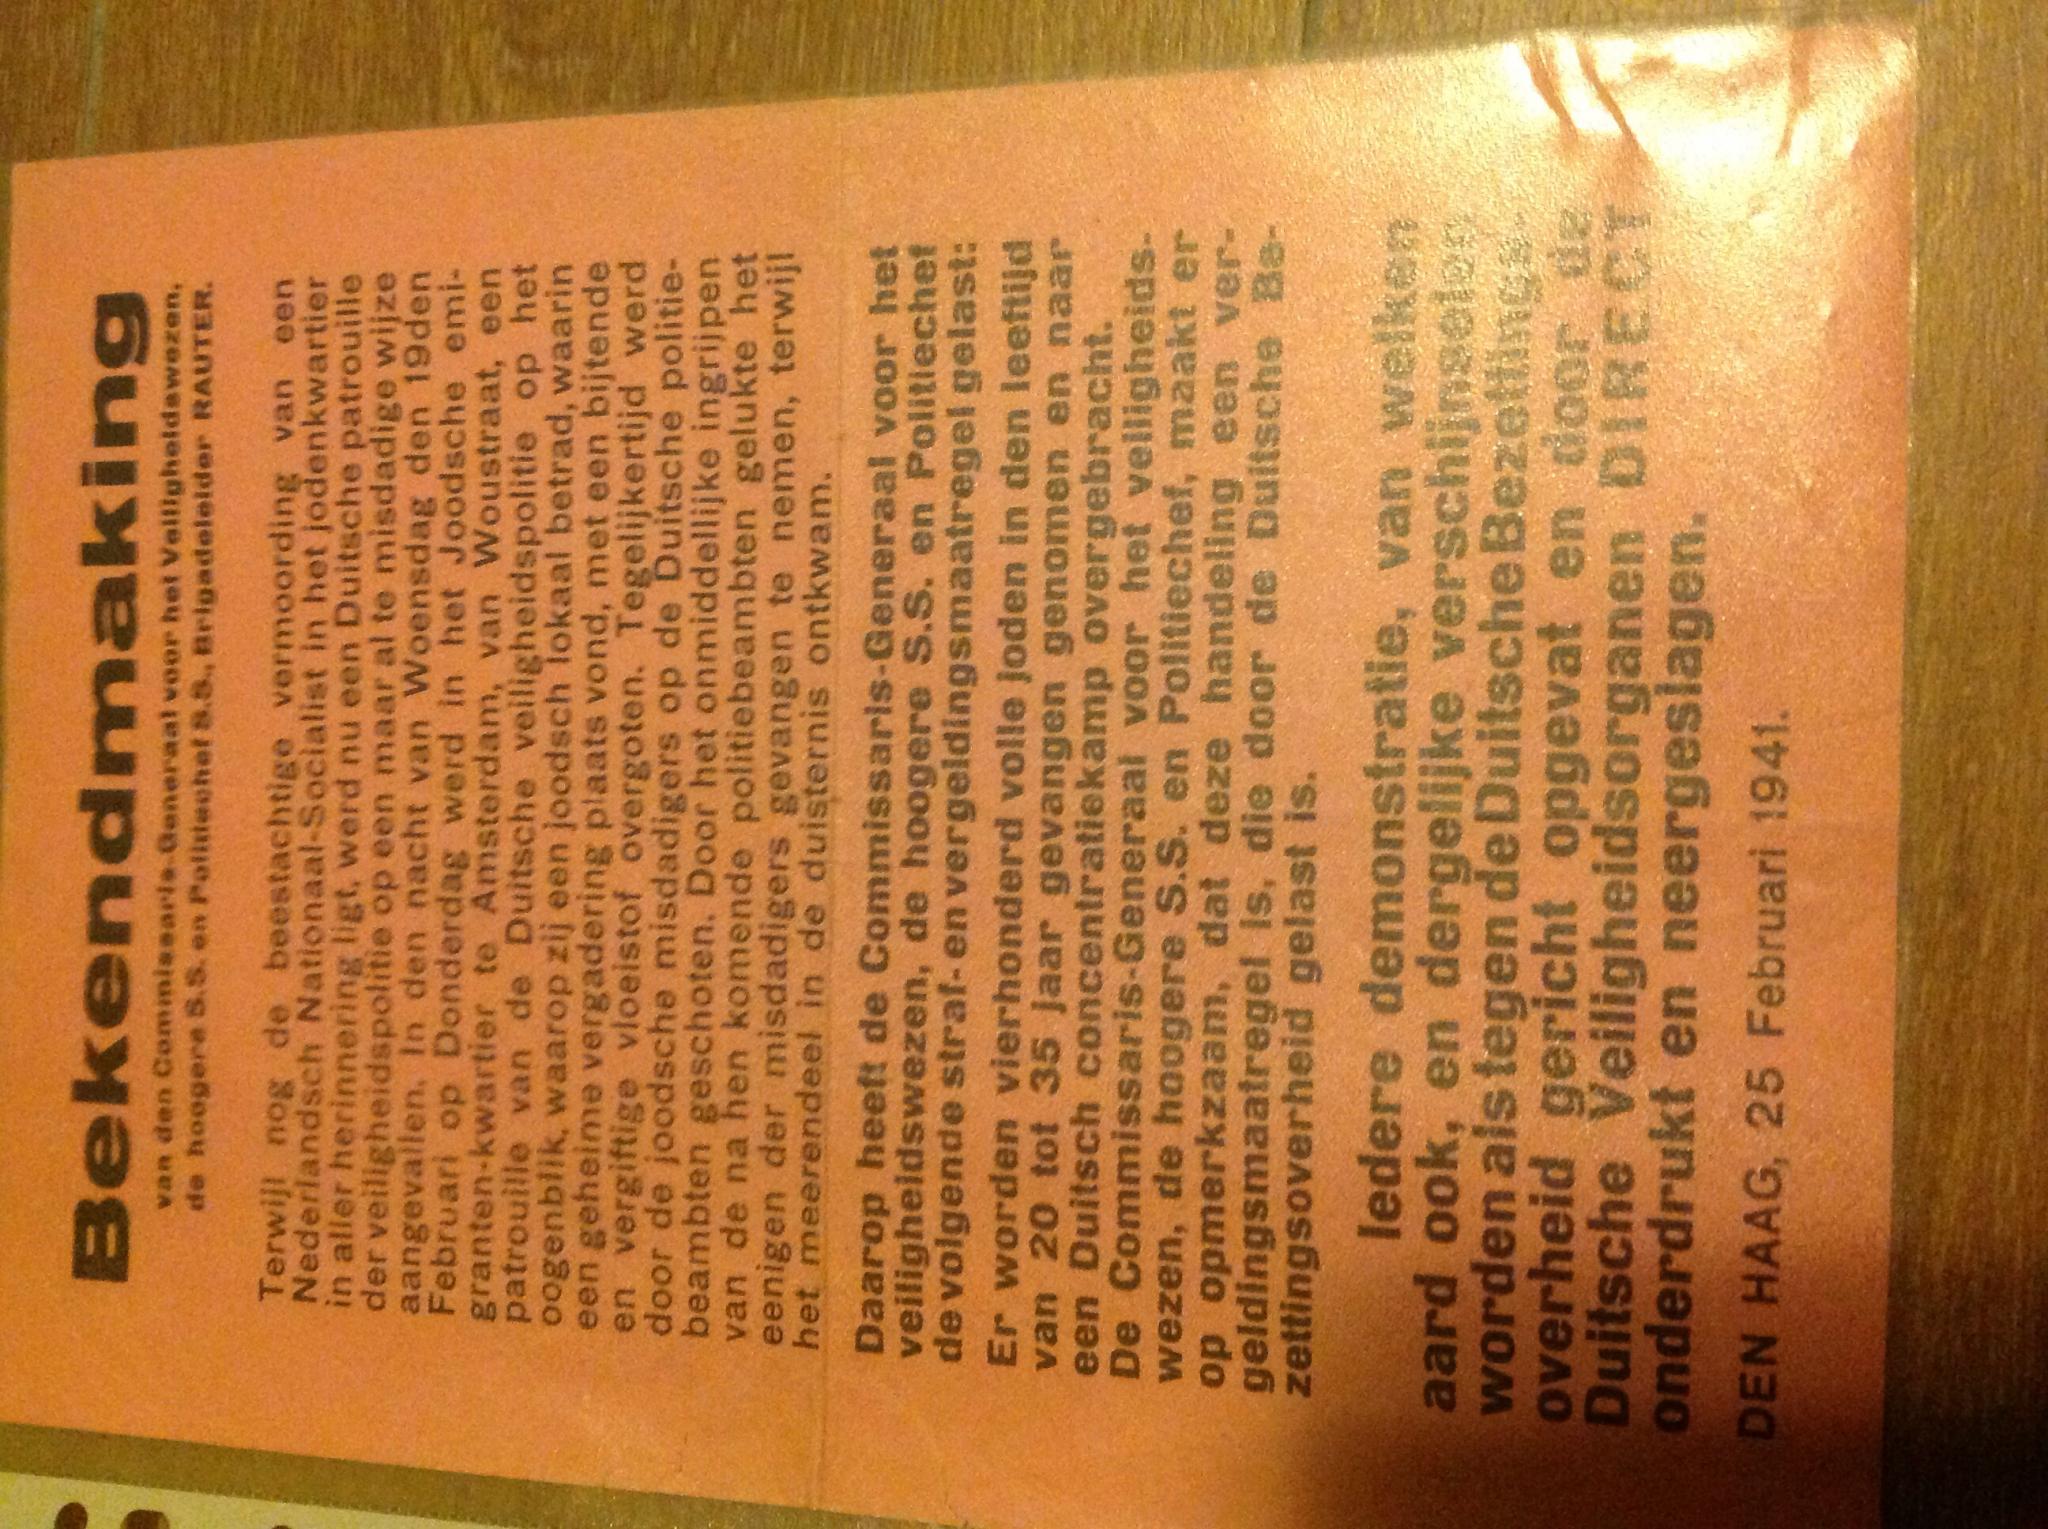 Bekendmaking
van den Commissaris-Generaal voor het Veiligheidswezen,
de hoogere S.S. en Politiechef S.S., Brigadeleider RAUTER.
Terwijl nog de beestachtige vermoording van een
Nederlandsch Nationaal-Socialist in het jodenkwartier
in aller herinnering ligt, werd nu een Duitsche patrouille
der veiligheidspolitie op een maar al te misdadige wijze
aangevallen. In den nacht van Woensdag den 19den
Februari op Donderdag werd in het Joodsche emi-
granten-kwartier te Amsterdam, van Woustraat, een
patrouille van de Duitsche veiligheidspolitie op het
oogenblik, waarop zij een joodsch lokaal betrad, waarin
een geheime vergadering plaats vond, met een bijtende
en vergiftige vloeistof overgoten. Tegelijkertijd werd
door de joodsche misdadigers op de Duitsche politie-
beambten geschoten. Door het onmiddellijke ingrijpen
van de na hen komende politiebeambten gelukte het
eenigen der misdadigers gevangen te nemen, terwijl
het meerendeel in de duisternis ontkwam.
Daarop heeft de Commissaris-Generaal voor het
veiligheidswezen, de hoogere S.S. en Politiechef
de volgende straf- en vergeldingsmaatregel gelast:
Er worden vierhonderd volle joden in den leeftijd
van 20 tot 35 jaar gevangen genomen en naar
een Duitsch concentratiekamp overgebracht.
De Commissaris-Generaal voor het veiligheids-
wezen, de hoogere S.S. en Politiechef, maakt er
op opmerkzaam, dat deze handeling een ver-
geldingsmaatregel is, die door de Duitsche Be-
zettingsoverheid gelast is.
Iedere demonstratie, van welken
aard ook, en dergelijke verschijnselen
worden als tegen de Duitsche Bezettings-
overheid gericht opgevat en door de
Duitsche Veiligheidsorganen DIRECT
onderdrukt en neergeslagen.
DEN HAAG, 25 Februari 1941.